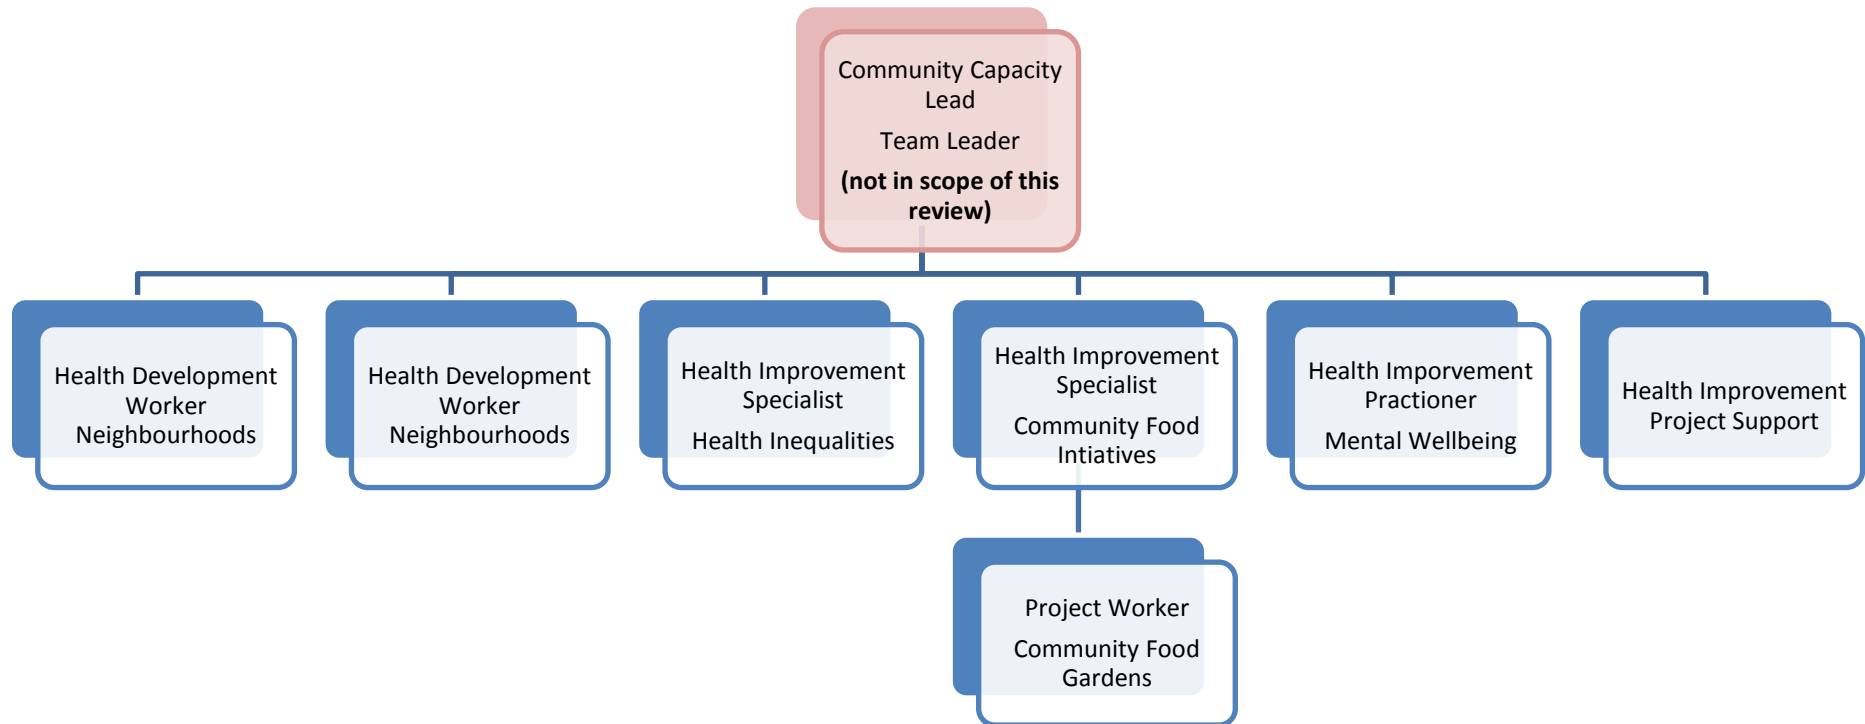 Community Capacity
Lead
Team Leader
(not in scope of this
review)
Health Development
Worker
Neighbourhoods
Health Development
Worker
Neighbourhoods
Health Improvement
Specialist
Health Inequalities
Health Improvement
Specialist
Community Food
Intiatives
Health Imporvement
Practioner
Mental Wellbeing
Health Improvement
Project Support
Project Worker
Community Food
Gardens